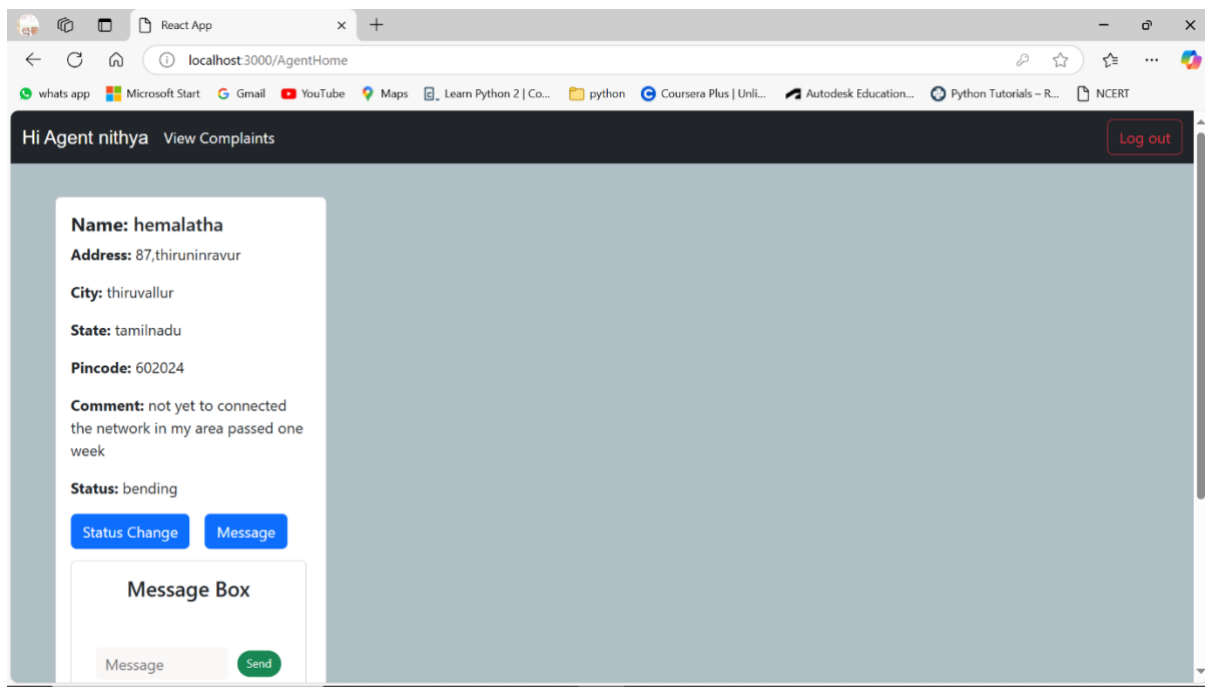 React App
localhost:3000/AgentHome
whats app Microsoft Start Gmail YouTube Maps Learn Python 2 | Co... python Coursera Plus | Unli... Autodesk Education... Python Tutorials – R... NCERT
Hi Agent nithya View Complaints Log out
Name: hemalatha
Address: 87,thiruninravur
City: thiruvallur
State: tamilnadu
Pincode: 602024
Comment: not yet to connected
the network in my area passed one
week
Status: bending
Status Change Message
Message Box
Message Send